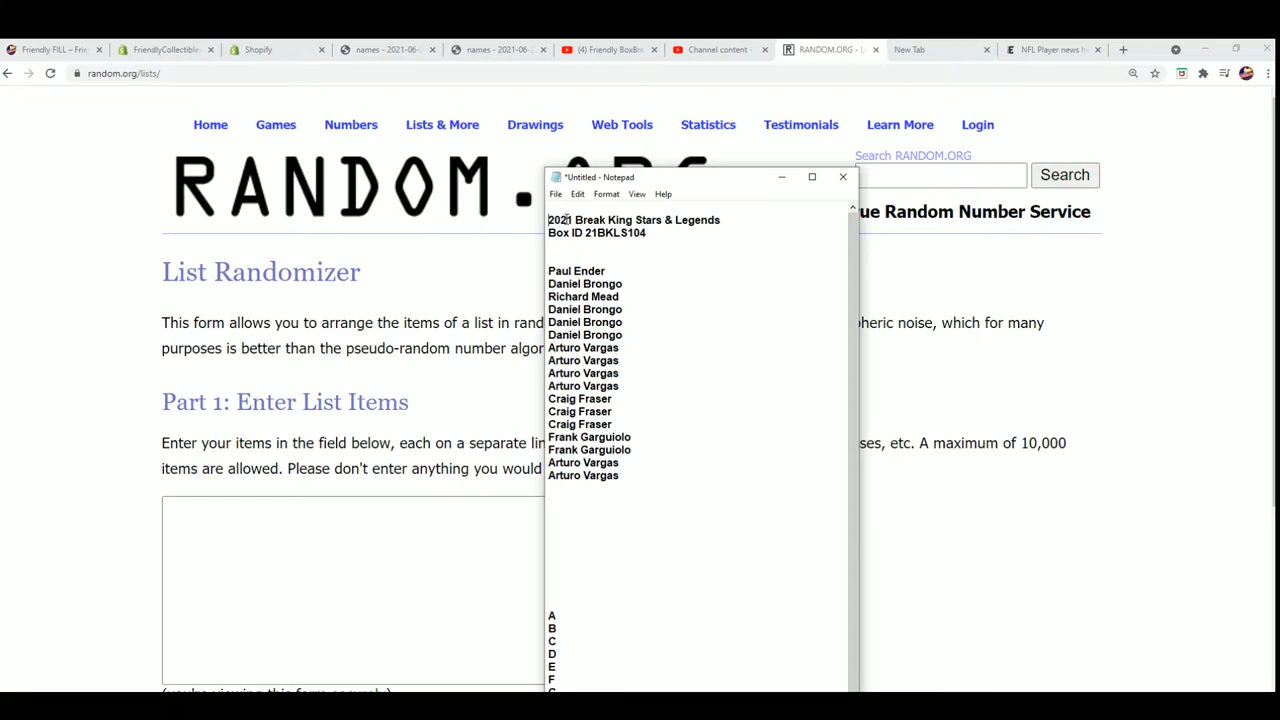 Friendly FILL – Frie
FriendlyCollectibles
Shopify
names - 2021-06-
names - 2021-06-
(4) Friendly BoxBre
Channel content -
RANDOM.ORG - L
New Tab
NFL Player news h
random.org/lists/
Home Games Numbers Lists & More Drawings Web Tools Statistics Testimonials Learn More Login
Search RANDOM.ORG
RANDOM.ORG
Search
ue Random Number Service
*Untitled - Notepad
File Edit Format View Help
2021 Break King Stars & Legends
Box ID 21BKLS104
Paul Ender
Daniel Brongo
Richard Mead
Daniel Brongo
Daniel Brongo
Daniel Brongo
Arturo Vargas
Arturo Vargas
Arturo Vargas
Arturo Vargas
Craig Fraser
Craig Fraser
Craig Fraser
Frank Garguiolo
Frank Garguiolo
Arturo Vargas
Arturo Vargas
A
B
C
D
E
F
List Randomizer
This form allows you to arrange the items of a list in rand
pheric noise, which for many
purposes is better than the pseudo-random number algor
Part 1: Enter List Items
Enter your items in the field below, each on a separate lin
ses, etc. A maximum of 10,000
items are allowed. Please don't enter anything you would